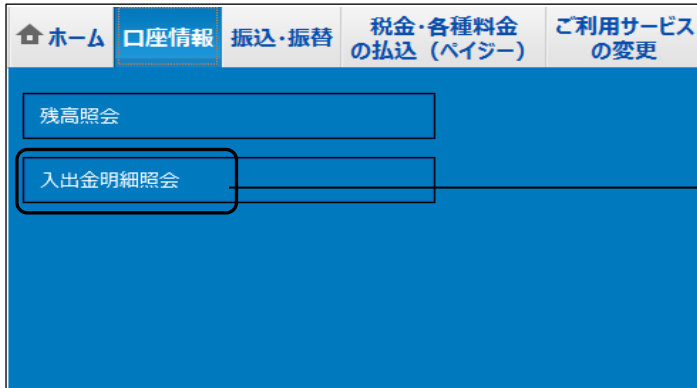 ホーム
口座情報
振込・振替
税金・各種料金
の払込（ペイジー）
ご利用サービス
の変更
残高照会
入出金明細照会